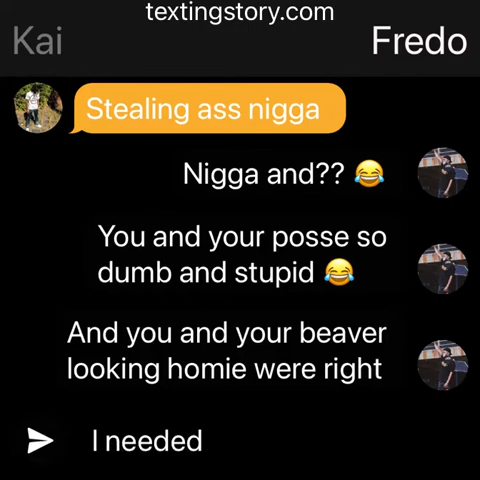 textingstory.com
Kai
Fredo
Stealing ass nigga
Nigga and?? 😂
You and your posse so
dumb and stupid 😂
And you and your beaver
looking homie were right
I needed